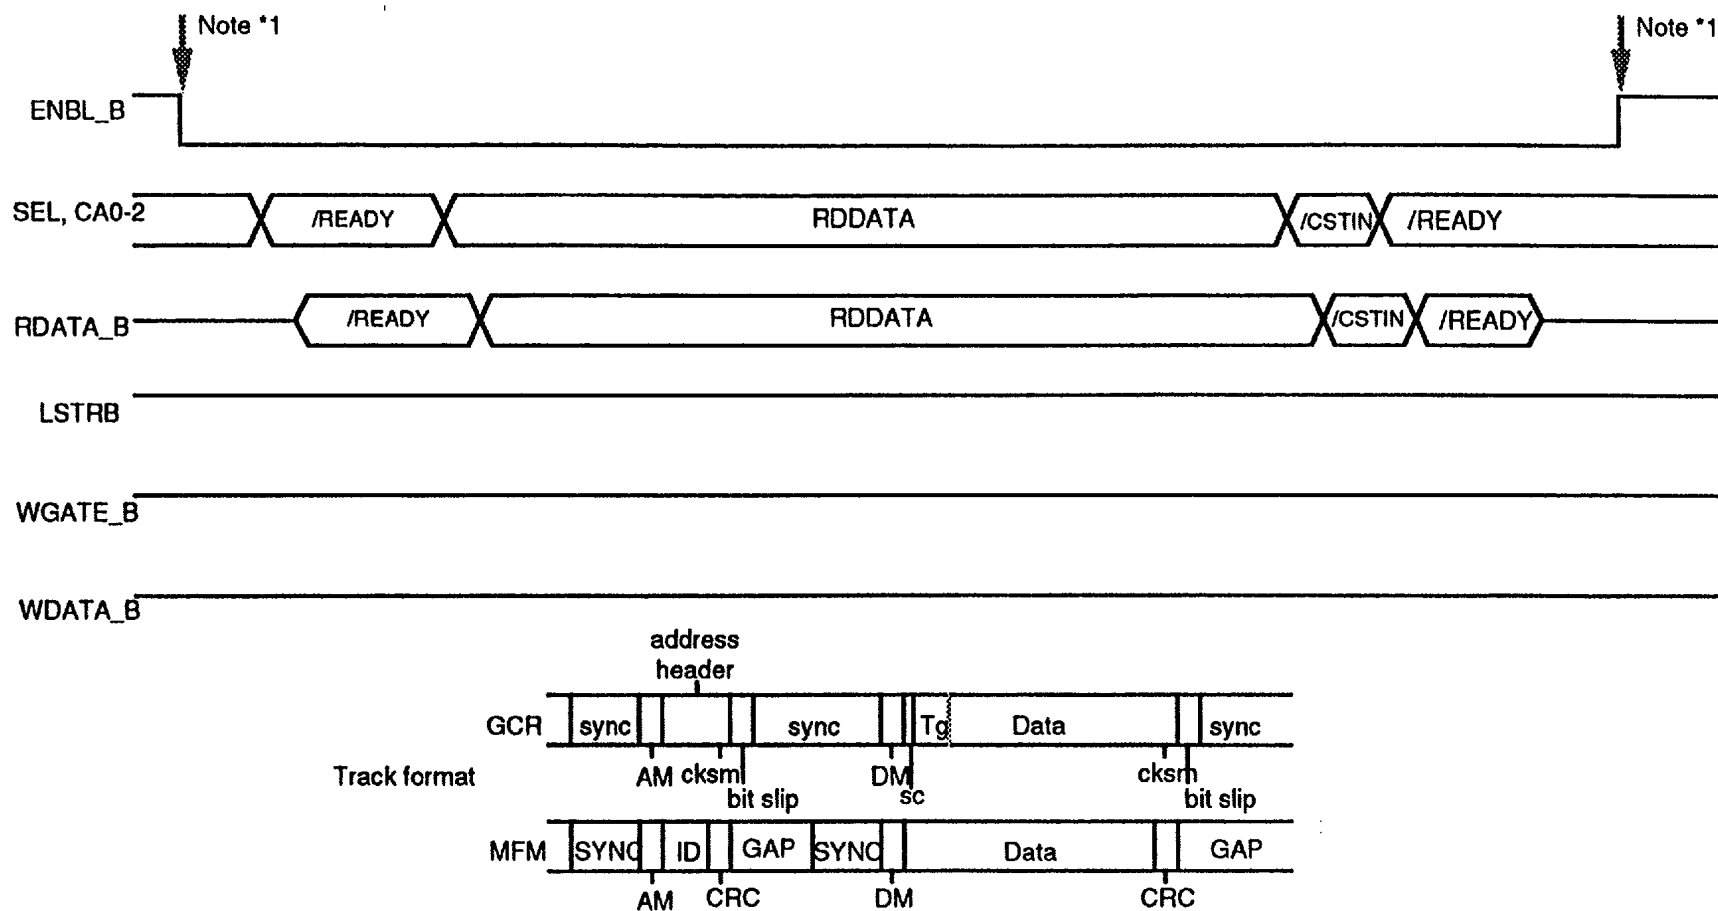 Note *1 Note *1
ENBL_B
SEL, CA0-2 /READY RDDATA /CSTIN /READY
RDATA_B /READY RDDATA /CSTIN /READY
LSTRB
WGATE_B
WDATA_B
address
header
GCR sync sync Tg Data sync
Track format AM cksm DM cksm
bit slip sc bit slip
MFM SYNC ID GAP SYNC Data GAP
AM CRC DM CRC